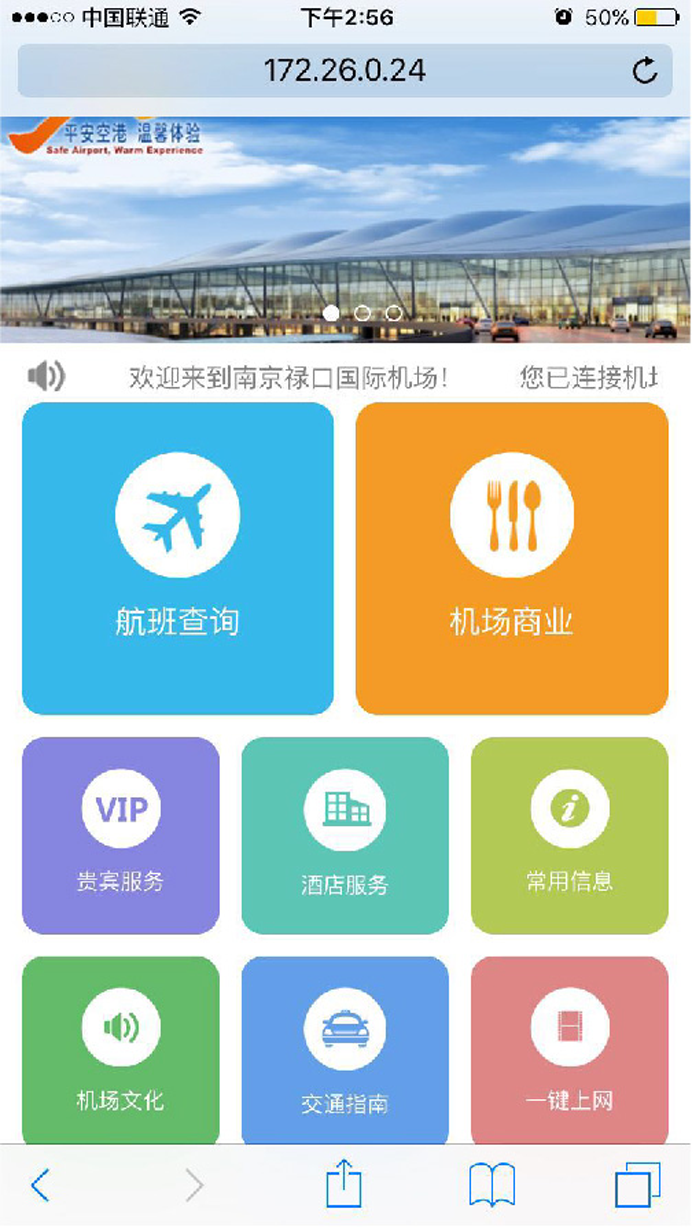 中国联通
下午2:56
50%
172.26.0.24
平安空港 温馨体验
Safe Airport, Warm Experience
欢迎来到南京禄口国际机场!
您已连接机
航班查询
机场商业
VIP
贵宾服务
酒店服务
i
常用信息
机场文化
交通指南
一键上网